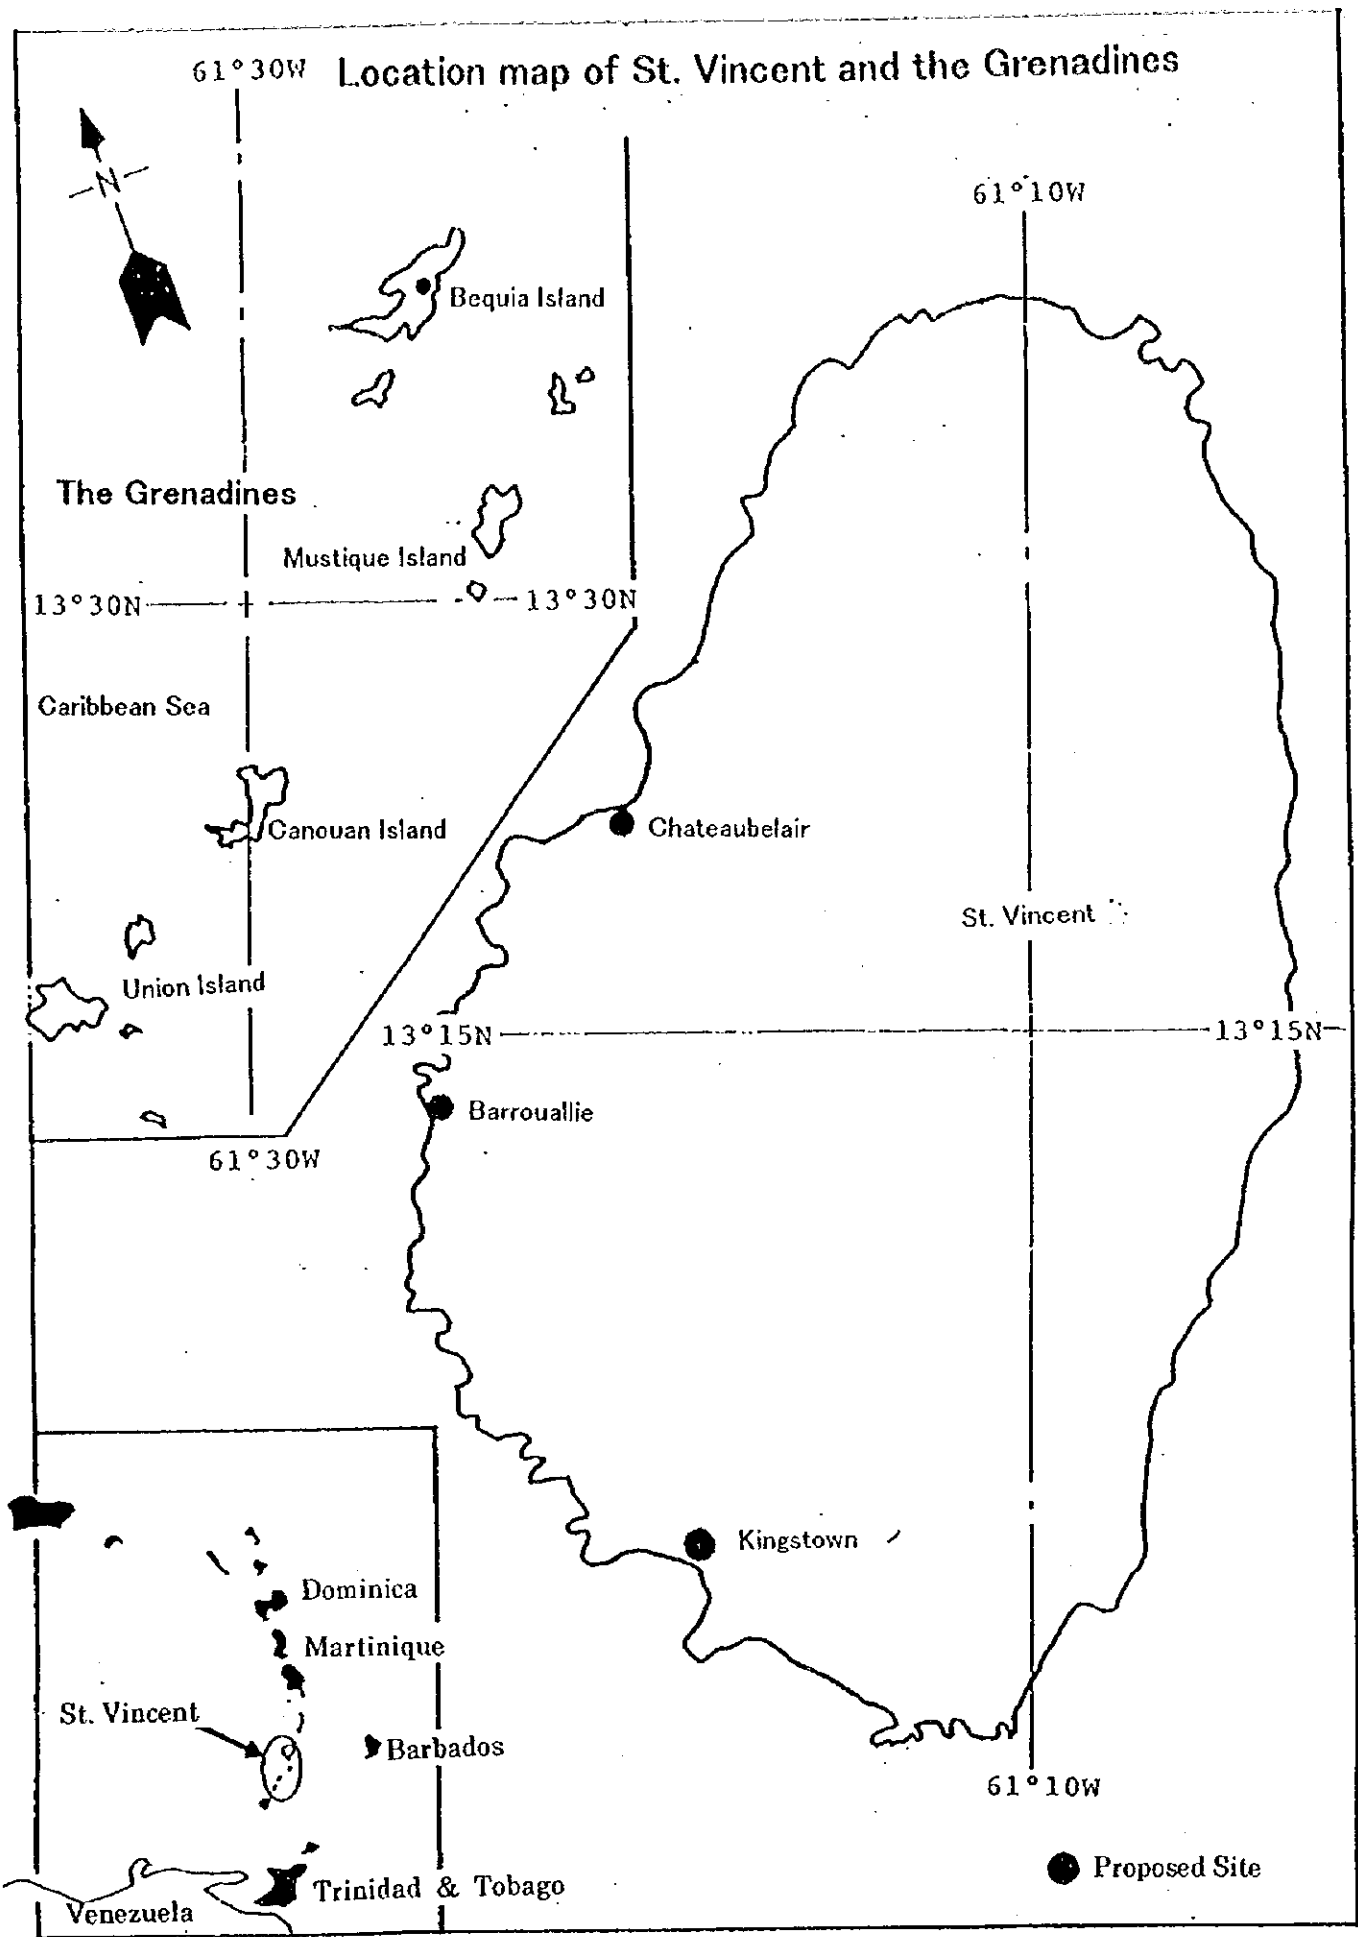 Location map of St. Vincent and the Grenadines
61°30W
61°10W
N
Bequia Island
The Grenadines
Mustique Island
13°30N
13°30N
Caribbean Sea
Canouan Island
Chateaubelair
St. Vincent
Union Island
13°15N
13°15N
Barrouallie
61°30W
Kingstown
Dominica
Martinique
St. Vincent
Barbados
61°10W
Proposed Site
Trinidad & Tobago
Venezuela